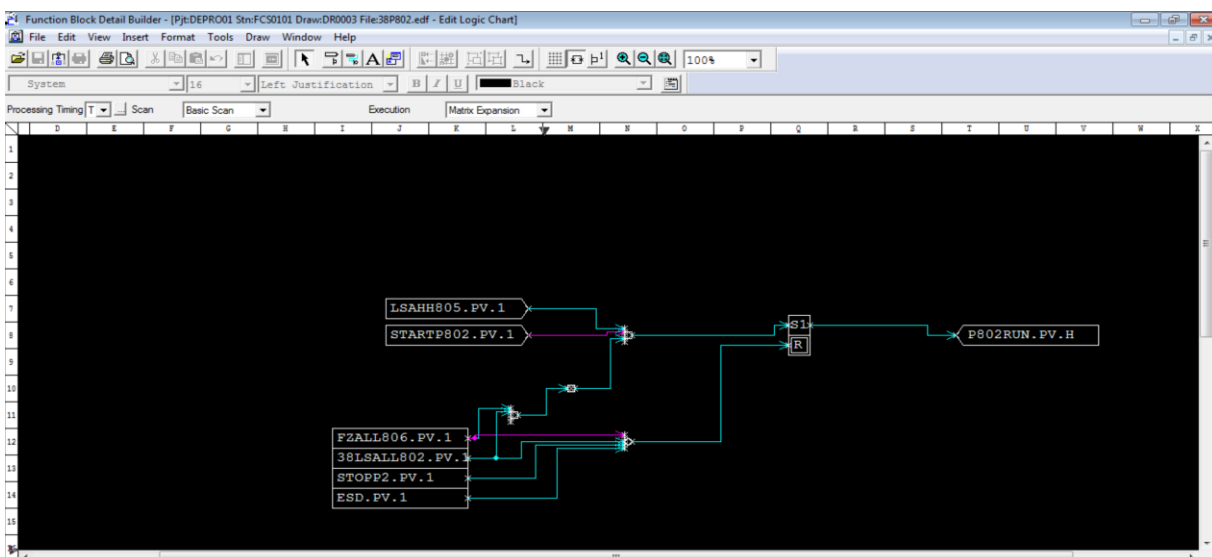 Function Block Detail Builder - [Pjt:DEPRO01 Stn:FCS0101 Draw:DR0003 File:38P802.edf - Edit Logic Chart]
File Edit View Insert Format Tools Draw Window Help
100%
System 16 Left Justification B I U Black
Processing Timing T Scan Basic Scan Execution Matrix Expansion
D E F G H I J K L M N O P Q R S T U V W X
1
2
3
4
5
6
7
LSAHH805.PV.1
S1
8
STARTP802.PV.1
P802RUN.PV.H
R
9
10
11
12
FZALL806.PV.1
38LSALL802.PV.1
13
STOPP2.PV.1
14
ESD.PV.1
15